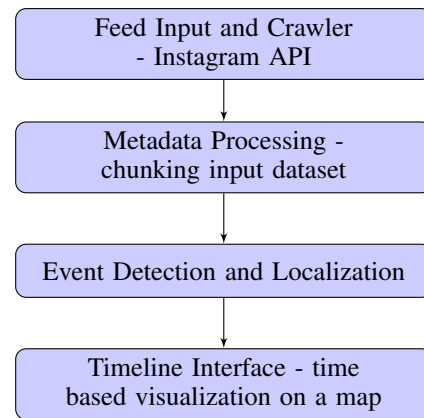 Feed Input and Crawler
- Instagram API
Metadata Processing -
chunking input dataset
Event Detection and Localization
Timeline Interface - time
based visualization on a map